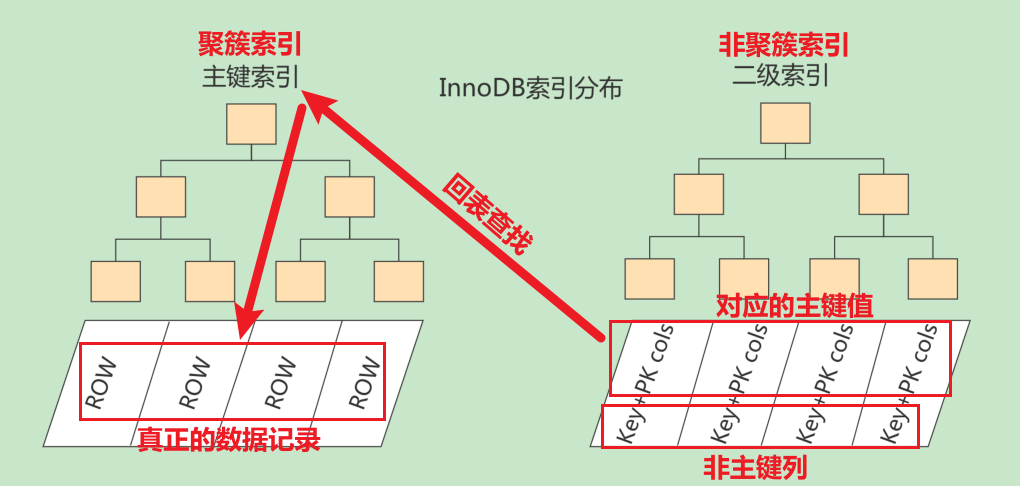 聚簇索引
主键索引
InnoDB索引分布
非聚簇索引
二级索引
回表查找
对应的主键值
ROW
ROW
ROW
ROW
Key+PK cols
Key+PK cols
Key+PK cols
Key+PK cols
真正的数据记录
非主键列